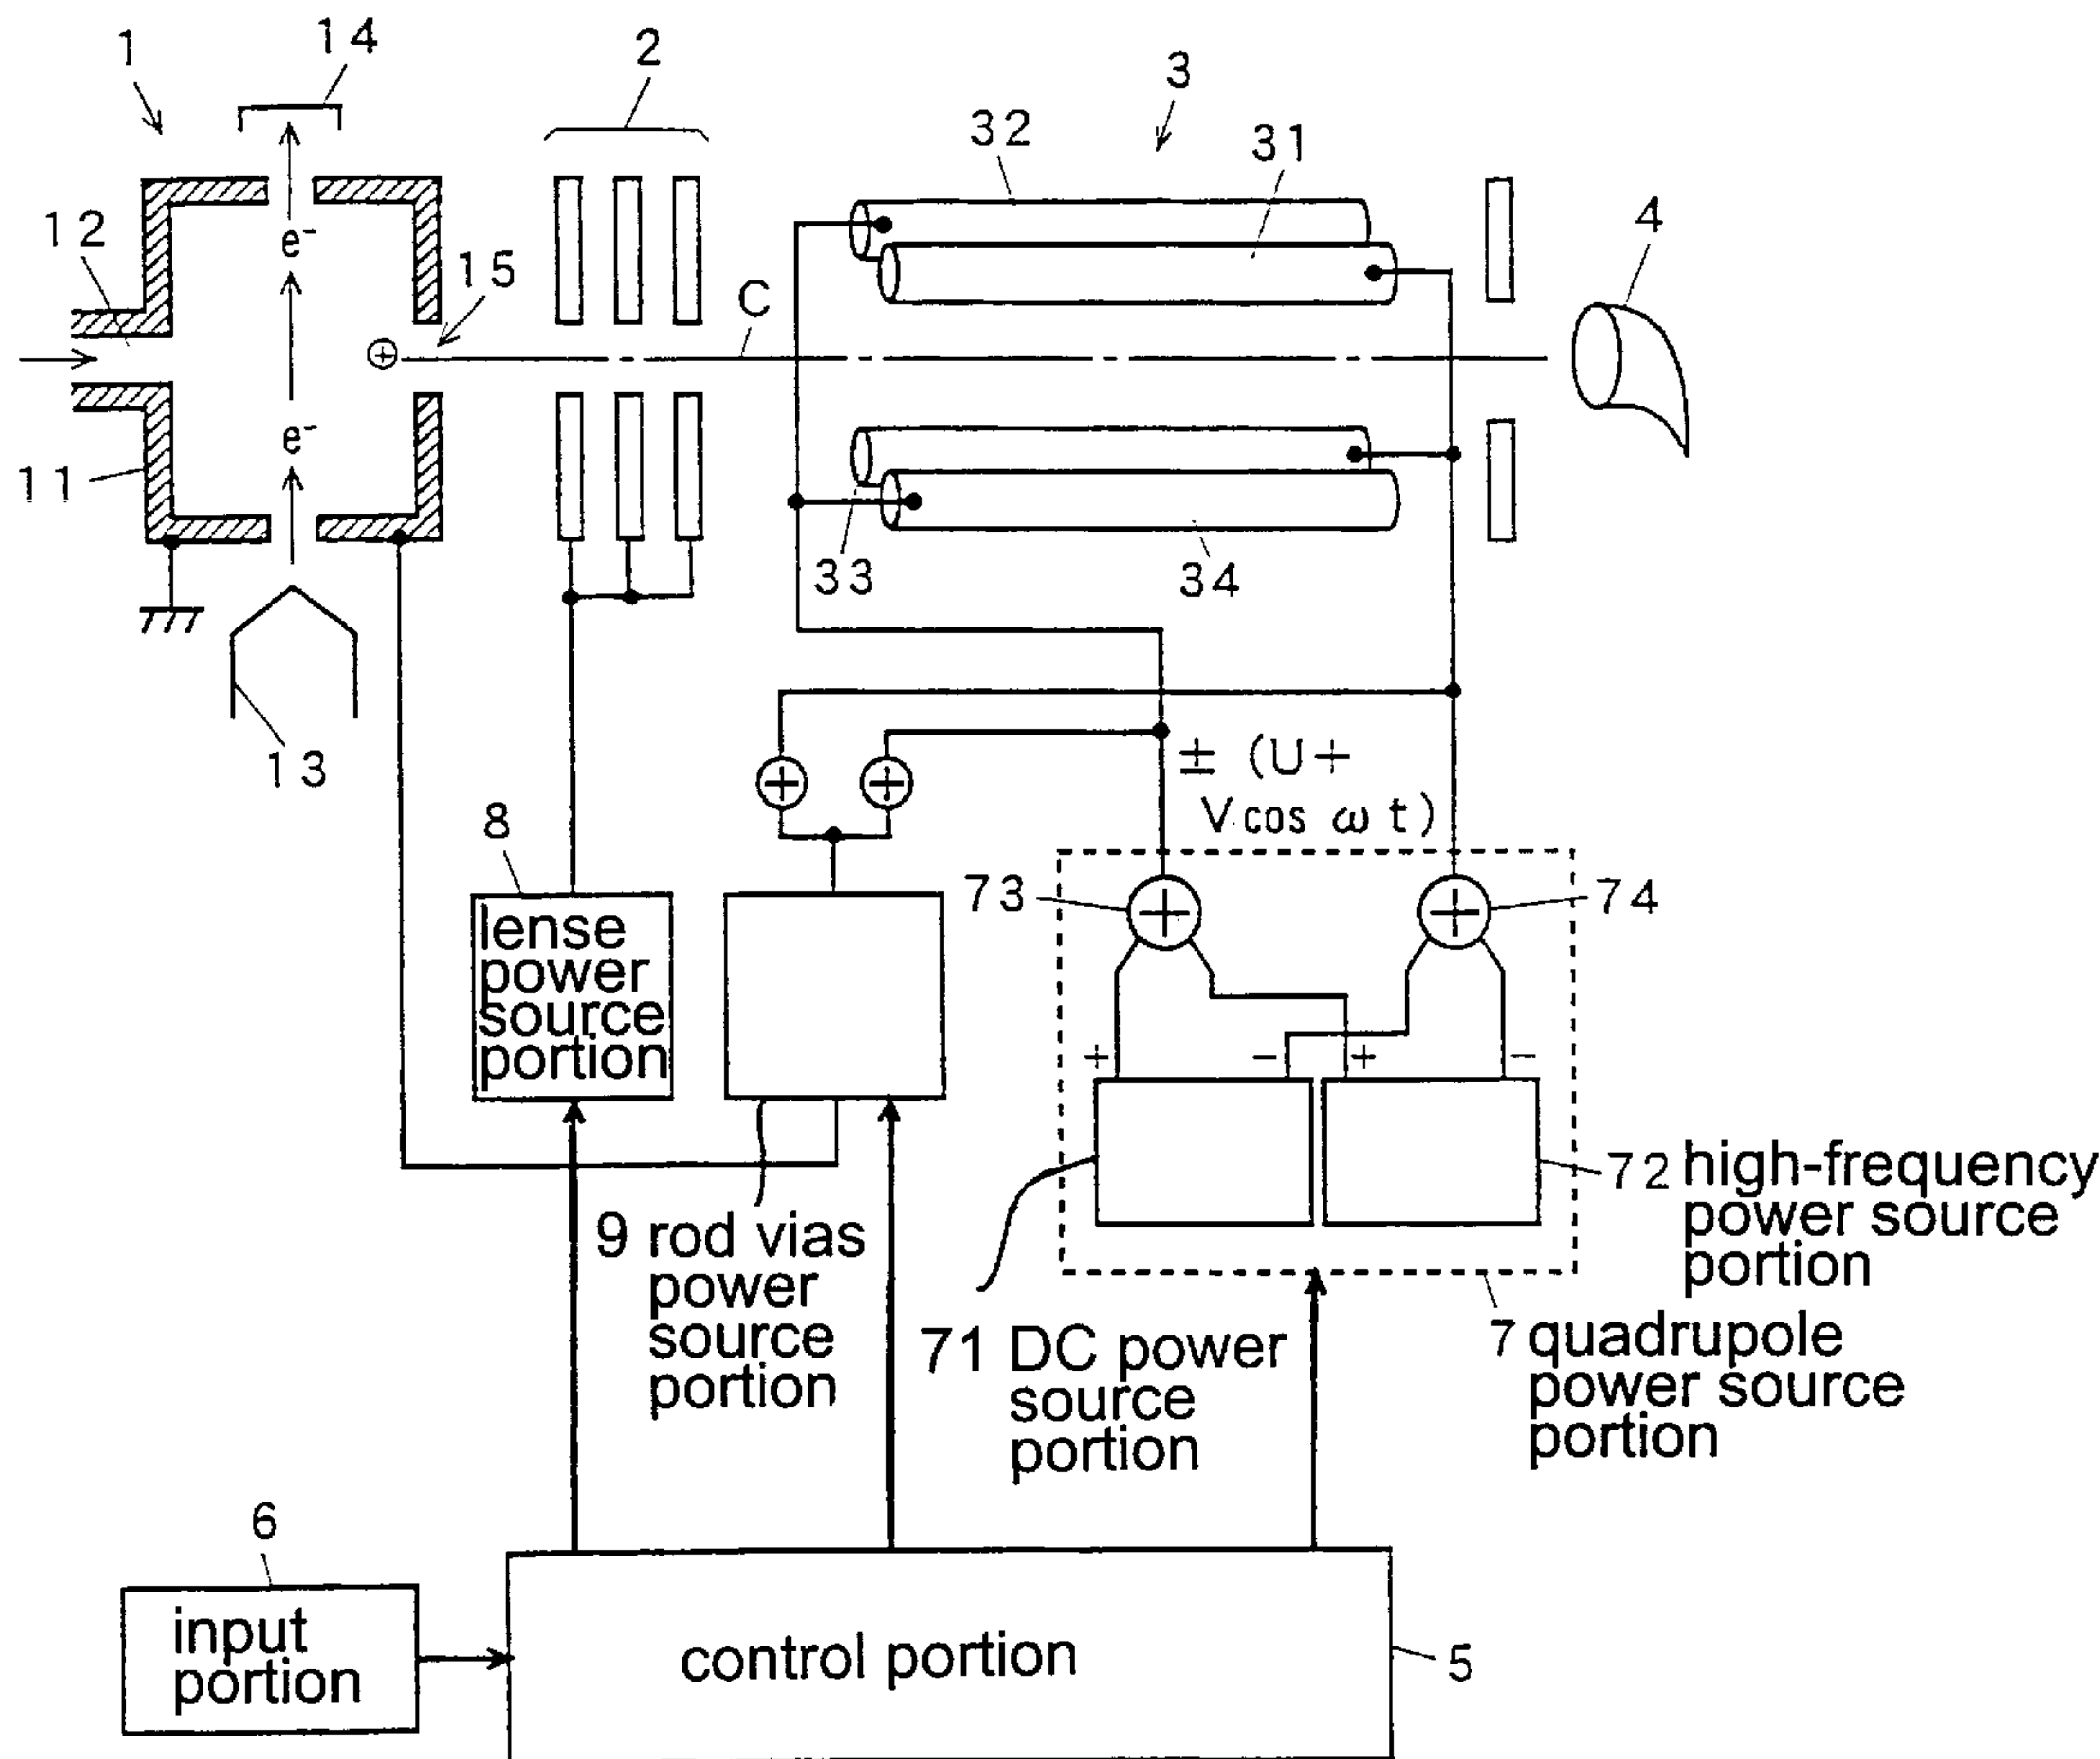 1
14
2
3
32
31
12
15
C
4
e⁻
e⁻
11
33
34
13
± (U+
V cos ω t)
8
73
74
lense
power
source
portion
+
−
+
−
72 high-frequency
power source
portion
9 rod vias
power
source
portion
71 DC power
source
portion
7 quadrupole
power source
portion
6
input
portion
control portion
5